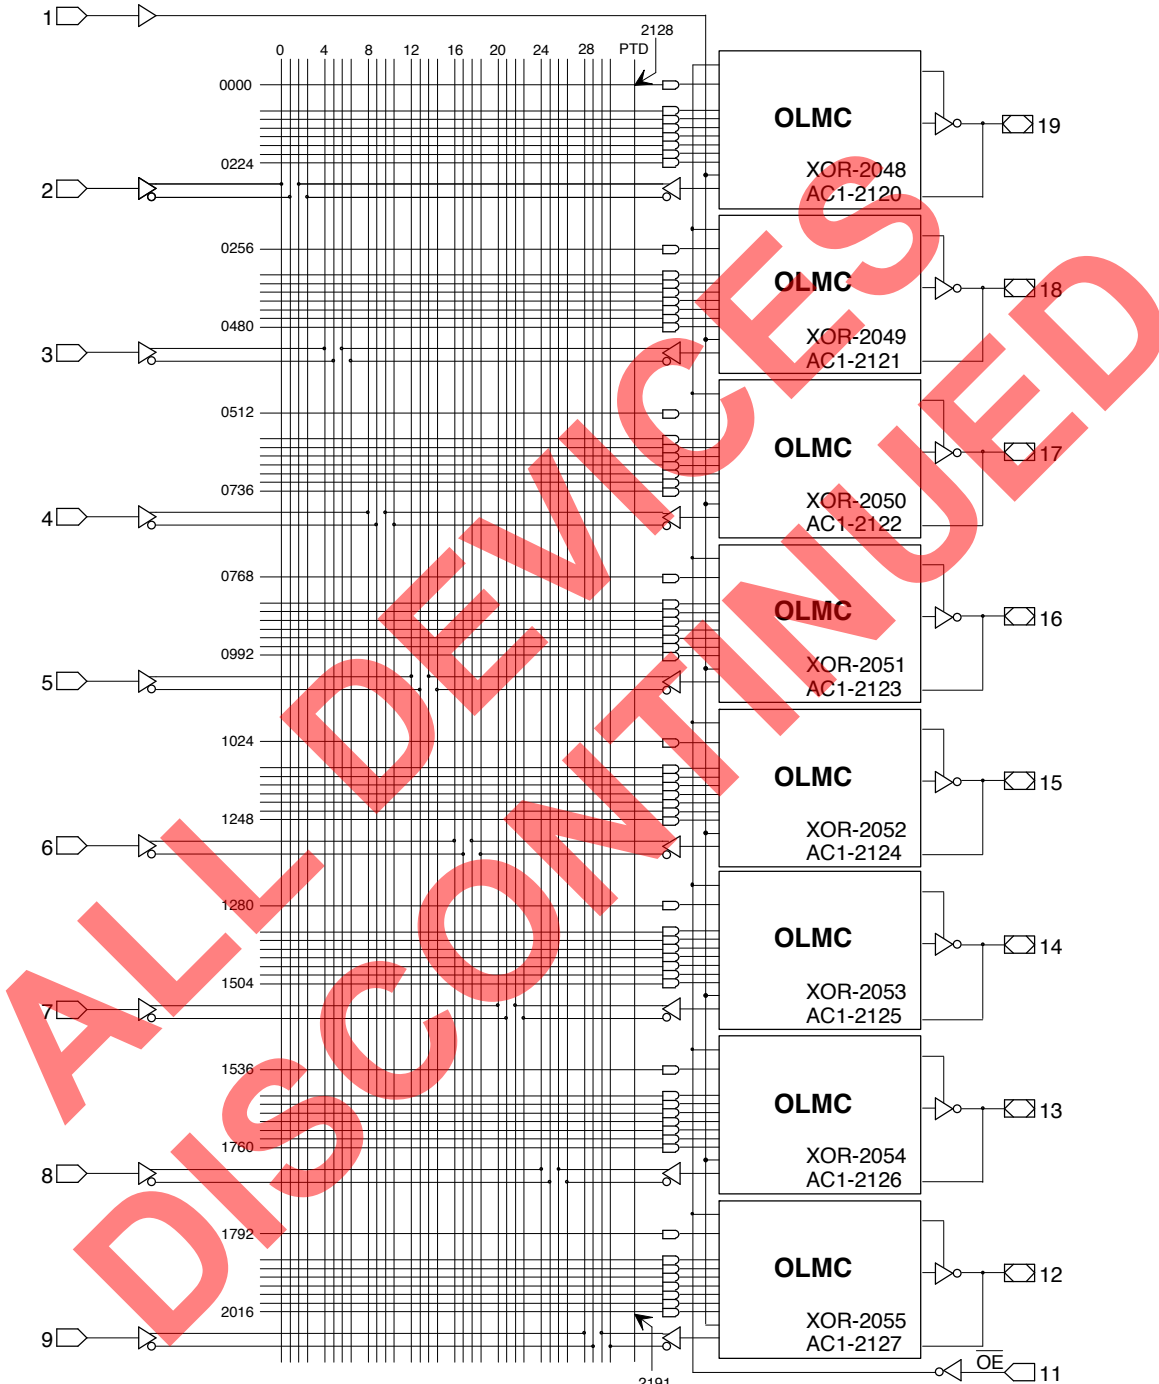 1
2128
0 4 8 12 16 20 24 28 PTD
0000
OLMC
19
0224
XOR-2048
2
AC1-2120
0256
OLMC
18
0480
XOR-2049
3
AC1-2121
0512
OLMC
17
0736
XOR-2050
4
AC1-2122
0768
OLMC
16
0992
XOR-2051
5
AC1-2123
1024
OLMC
15
1248
XOR-2052
6
AC1-2124
1280
OLMC
14
1504
XOR-2053
7
AC1-2125
1536
OLMC
13
1760
XOR-2054
8
AC1-2126
1792
OLMC
12
2016
XOR-2055
9
AC1-2127
OE
11
2191
ALL DEVICES
DISCONTINUED